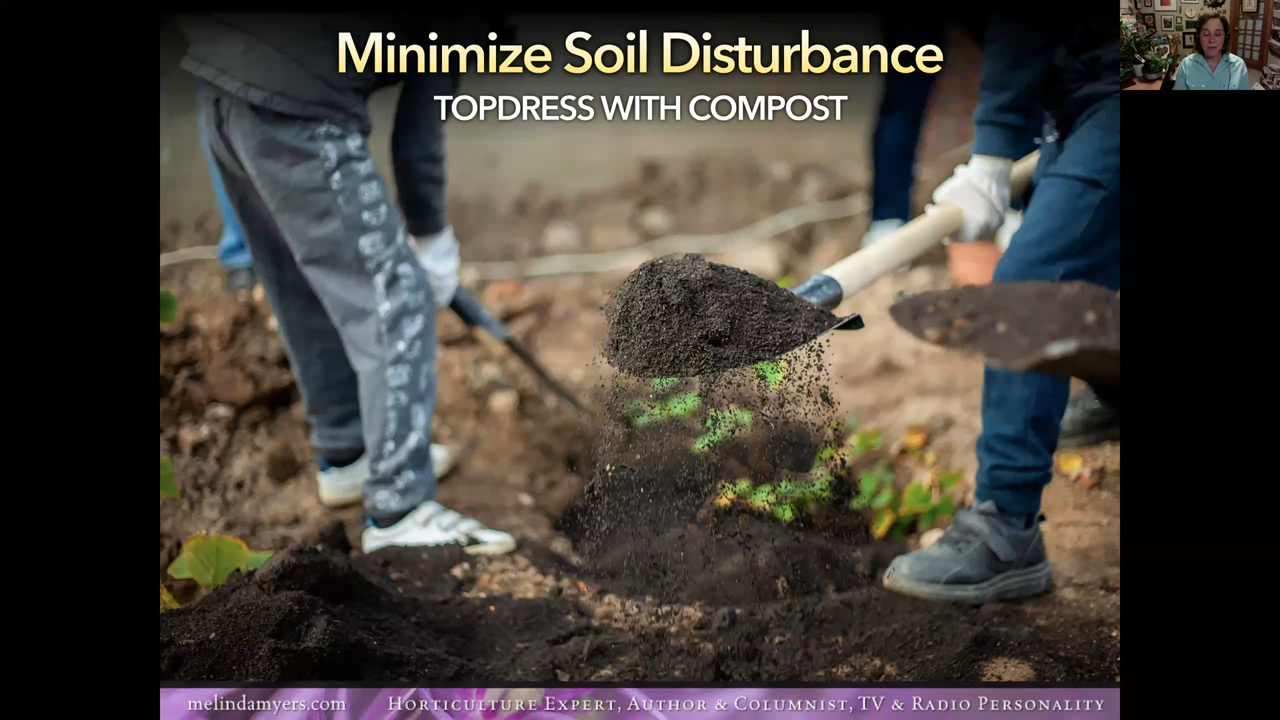 Minimize Soil Disturbance
TOPDRESS WITH COMPOST
melindamyers.com
HORTICULTURE EXPERT, AUTHOR & COLUMNIST, TV & RADIO PERSONALITY